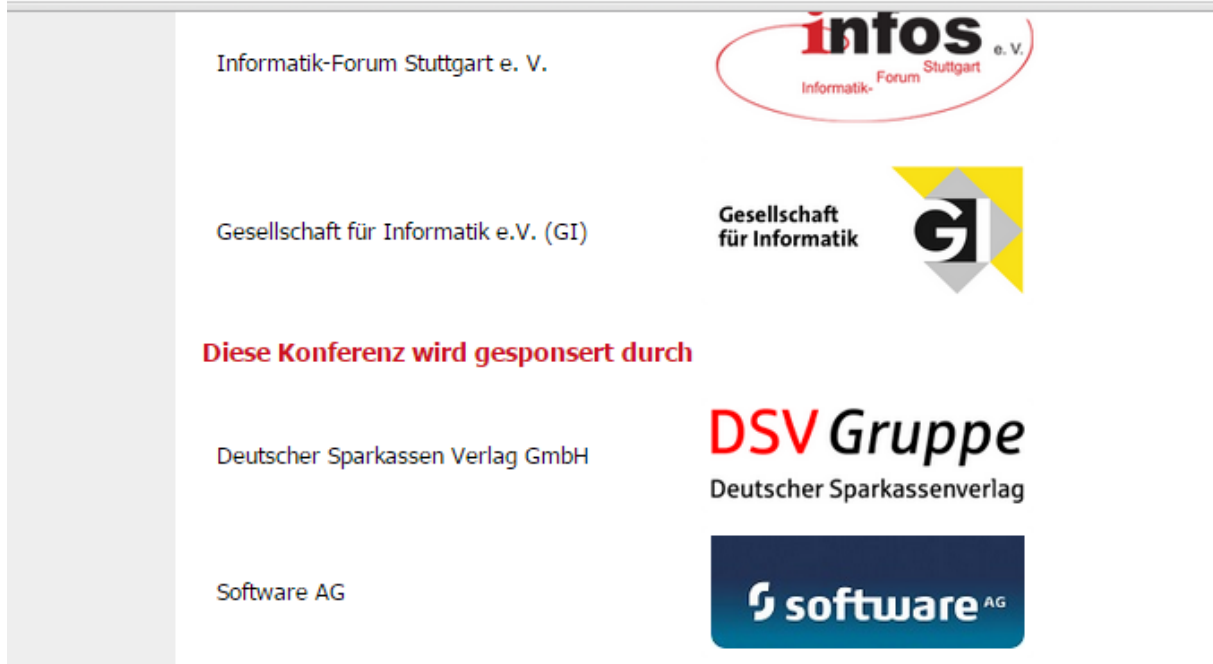 Informatik-Forum Stuttgart e. V.
infos e. V.
Informatik- Forum Stuttgart
Gesellschaft für Informatik e.V. (GI)
Gesellschaft
für Informatik
GI
Diese Konferenz wird gesponsert durch
Deutscher Sparkassen Verlag GmbH
DSV Gruppe
Deutscher Sparkassenverlag
Software AG
software AG